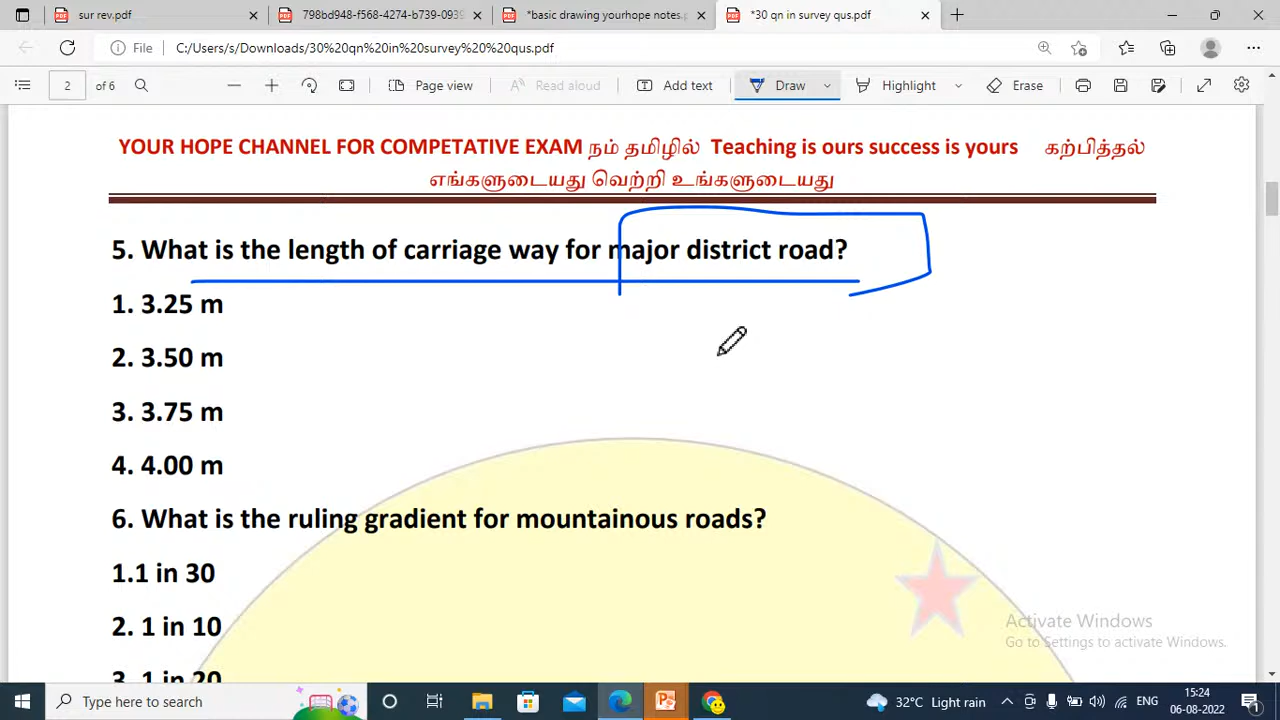 sur rev.pdf
798bd948-f568-4274-b739-0939
*basic drawing yourhope notes.p
*30 qn in survey qus.pdf
File
C:/Users/s/Downloads/30%20qn%20in%20survey%20%20qus.pdf
2 of 6
Page view
Read aloud
Add text
Draw
Highlight
Erase
YOUR HOPE CHANNEL FOR COMPETATIVE EXAM நம் தமிழில் Teaching is ours success is yours கற்பித்தல்
எங்களுடையது வெற்றி உங்களுடையது
5. What is the length of carriage way for major district road?
1. 3.25 m
2. 3.50 m
3. 3.75 m
4. 4.00 m
6. What is the ruling gradient for mountainous roads?
1.1 in 30
2. 1 in 10
3. 1 in 20
Activate Windows
Go to Settings to activate Windows.
Type here to search
32°C Light rain
ENG
15:24
06-08-2022
1